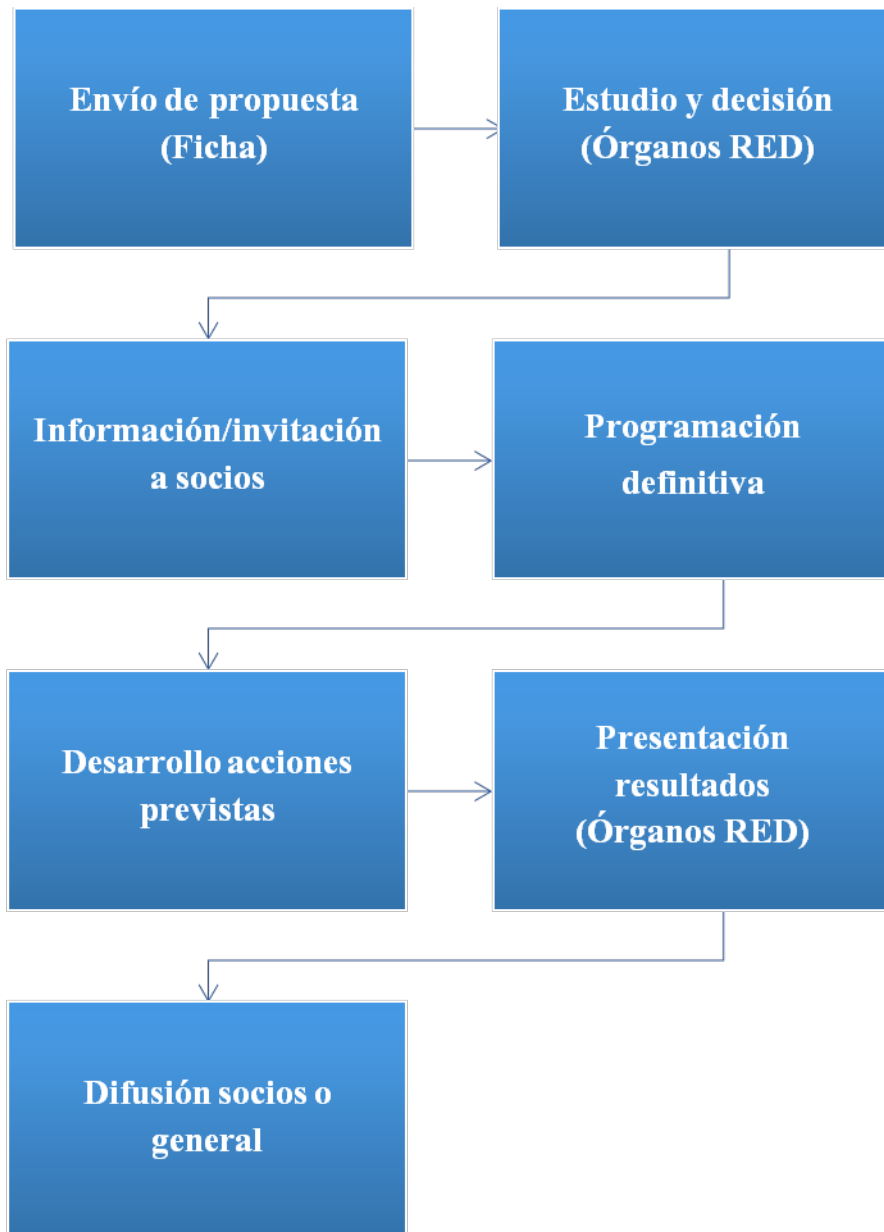 Envío de propuesta
(Ficha)
Estudio y decisión
(Órganos RED)
Información/invitación
a socios
Programación
definitiva
Desarrollo acciones
previstas
Presentación
resultados
(Órganos RED)
Difusión socios o
general